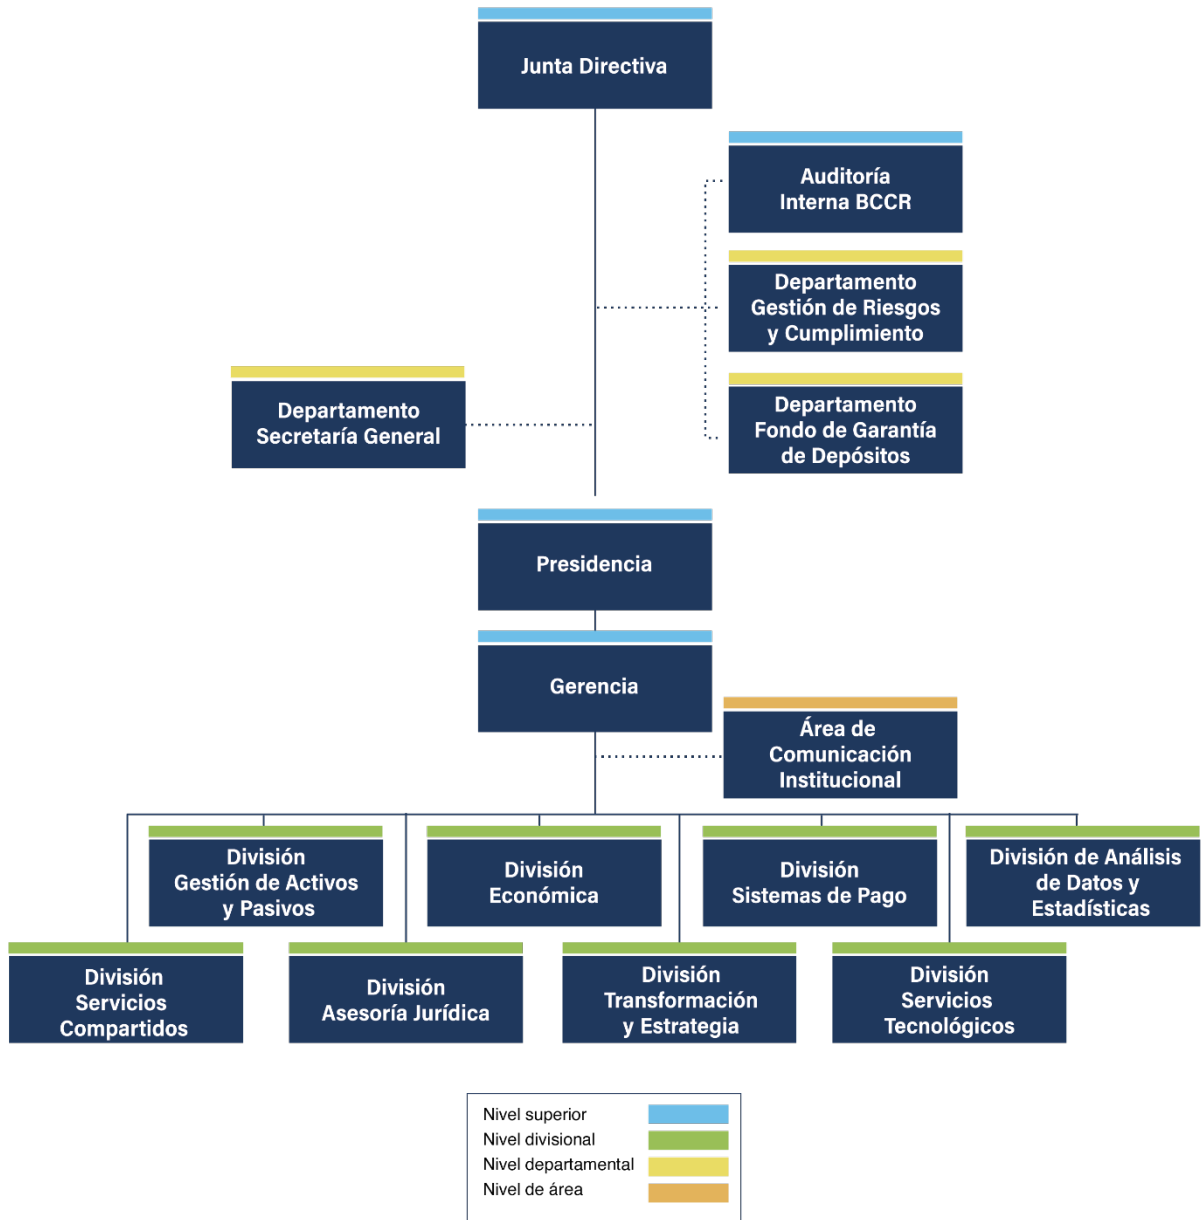 Junta Directiva
Auditoría
Interna BCCR
Departamento
Gestión de Riesgos
y Cumplimiento
Departamento
Secretaría General
Departamento
Fondo de Garantía
de Depósitos
Presidencia
Gerencia
Área de
Comunicación
Institucional
División
Gestión de Activos
y Pasivos
División
Económica
División
Sistemas de Pago
División de Análisis
de Datos y
Estadísticas
División
Servicios
Compartidos
División
Asesoría Jurídica
División
Transformación
y Estrategia
División
Servicios
Tecnológicos
Nivel superior
Nivel divisional
Nivel departamental
Nivel de área